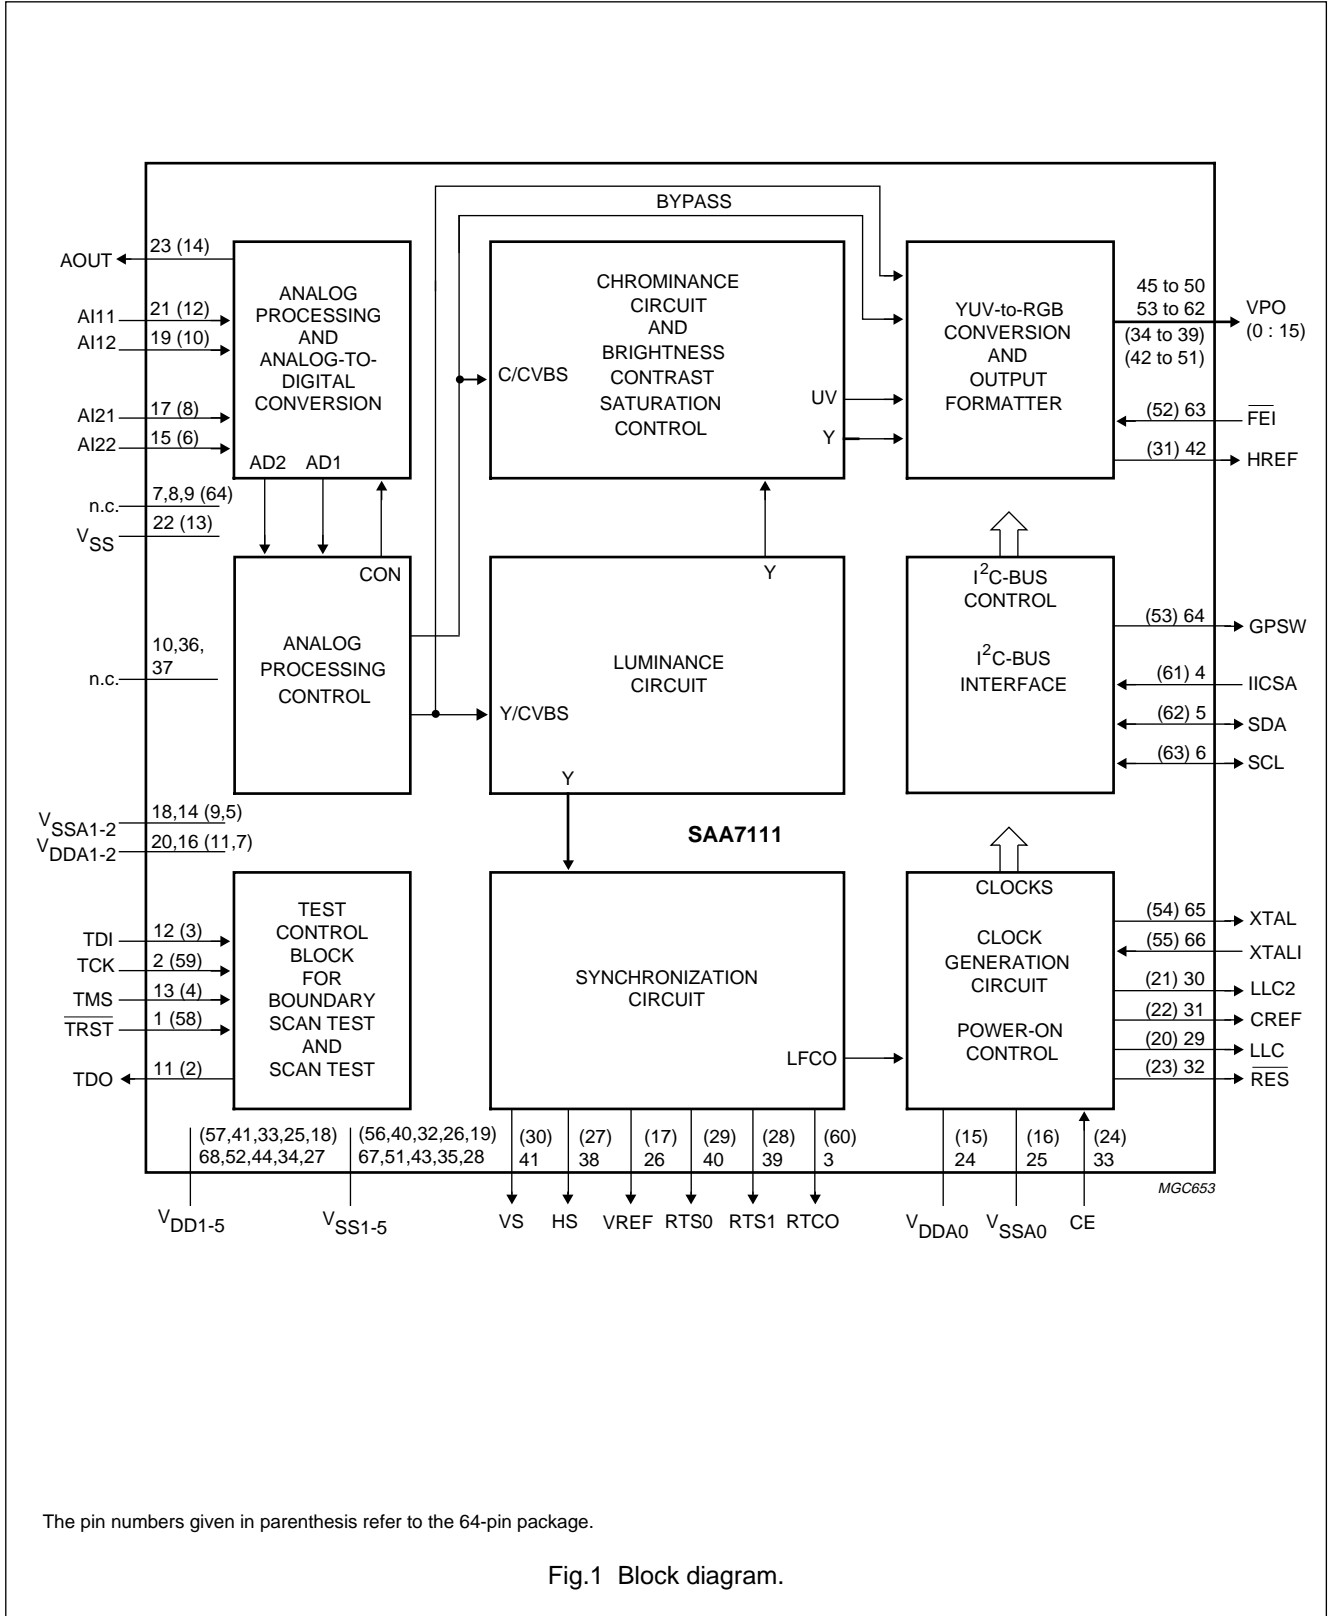 BYPASS
AOUT
23 (14)
AI11
21 (12)
AI12
19 (10)
AI21
17 (8)
AI22
15 (6)
ANALOG
PROCESSING
AND
ANALOG-TO-
DIGITAL
CONVERSION
AD2 AD1
n.c.
7,8,9 (64)
VSS
22 (13)
CHROMINANCE
CIRCUIT
AND
BRIGHTNESS
CONTRAST
SATURATION
CONTROL
C/CVBS
UV
Y
YUV-to-RGB
CONVERSION
AND
OUTPUT
FORMATTER
45 to 50
53 to 62
(34 to 39)
(42 to 51)
VPO
(0 : 15)
(52) 63
FEI
(31) 42
HREF
CON
ANALOG
PROCESSING
CONTROL
10,36,
37
n.c.
Y
LUMINANCE
CIRCUIT
Y/CVBS
Y
I2C-BUS
CONTROL
I2C-BUS
INTERFACE
(53) 64
GPSW
(61) 4
IICSA
(62) 5
SDA
(63) 6
SCL
VSSA1-2
18,14 (9,5)
VDDA1-2
20,16 (11,7)
SAA7111
TDI
12 (3)
TCK
2 (59)
TMS
13 (4)
TRST
1 (58)
TDO
11 (2)
TEST
CONTROL
BLOCK
FOR
BOUNDARY
SCAN TEST
AND
SCAN TEST
SYNCHRONIZATION
CIRCUIT
LFCO
CLOCKS
CLOCK
GENERATION
CIRCUIT
POWER-ON
CONTROL
(54) 65
XTAL
(55) 66
XTALI
(21) 30
LLC2
(22) 31
CREF
(20) 29
LLC
(23) 32
RES
(57,41,33,25,18)
68,52,44,34,27
VDD1-5
(56,40,32,26,19)
67,51,43,35,28
VSS1-5
(30)
41
VS
(27)
38
HS
(17)
26
VREF
(29)
40
RTS0
(28)
39
RTS1
(60)
3
RTCO
(15)
24
VDDA0
(16)
25
VSSA0
(24)
33
CE
MGC653
The pin numbers given in parenthesis refer to the 64-pin package.
Fig.1 Block diagram.